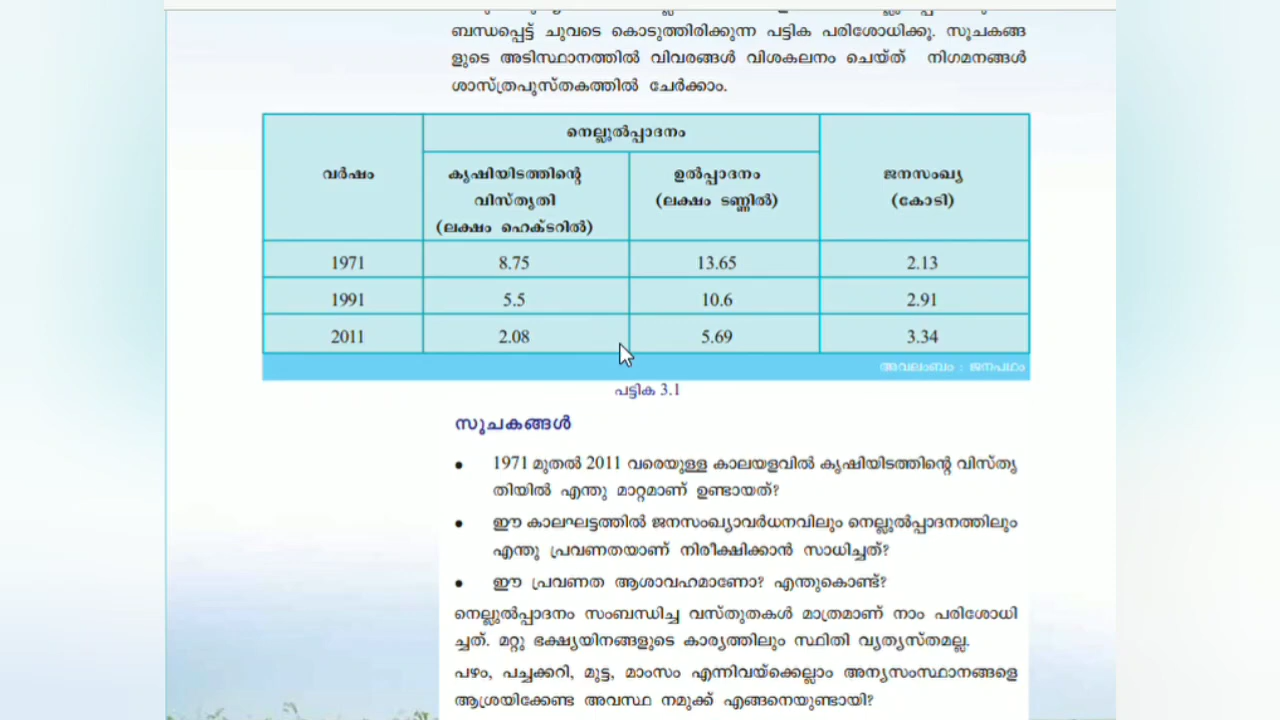 ബന്ധപ്പെട്ട് ചുവടെ കൊടുത്തിരിക്കുന്ന പട്ടിക പരിശോധിക്കൂ. സൂചകങ്ങ
ളുടെ അടിസ്ഥാനത്തിൽ വിവരങ്ങൾ വിശകലനം ചെയ്ത് നിഗമനങ്ങൾ
ശാസ്ത്രപുസ്തകത്തിൽ ചേർക്കാം.
നെല്ലുൽപ്പാദനം
വർഷം കൃഷിയിടത്തിന്റെ ഉൽപ്പാദനം ജനസംഖ്യ
വിസ്തൃതി (ലക്ഷം ടണ്ണിൽ) (കോടി)
(ലക്ഷം ഹെക്ടറിൽ)
1971 8.75 13.65 2.13
1991 5.5 10.6 2.91
2011 2.08 5.69 3.34
അവലംബം : ജനപഥം
പട്ടിക 3.1
സൂചകങ്ങൾ
• 1971 മുതൽ 2011 വരെയുള്ള കാലയളവിൽ കൃഷിയിടത്തിന്റെ വിസ്തൃ
തിയിൽ എന്തു മാറ്റമാണ് ഉണ്ടായത്?
• ഈ കാലഘട്ടത്തിൽ ജനസംഖ്യാവർധനവിലും നെല്ലുൽപ്പാദനത്തിലും
എന്തു പ്രവണതയാണ് നിരീക്ഷിക്കാൻ സാധിച്ചത്?
• ഈ പ്രവണത ആശാവഹമാണോ? എന്തുകൊണ്ട്?
നെല്ലുൽപ്പാദനം സംബന്ധിച്ച വസ്തുതകൾ മാത്രമാണ് നാം പരിശോധി
ച്ചത്. മറ്റു ഭക്ഷ്യയിനങ്ങളുടെ കാര്യത്തിലും സ്ഥിതി വ്യത്യസ്തമല്ല.
പഴം, പച്ചക്കറി, മുട്ട, മാംസം എന്നിവയ്ക്കെല്ലാം അന്യസംസ്ഥാനങ്ങളെ
ആശ്രയിക്കേണ്ട അവസ്ഥ നമുക്ക് എങ്ങനെയുണ്ടായി?